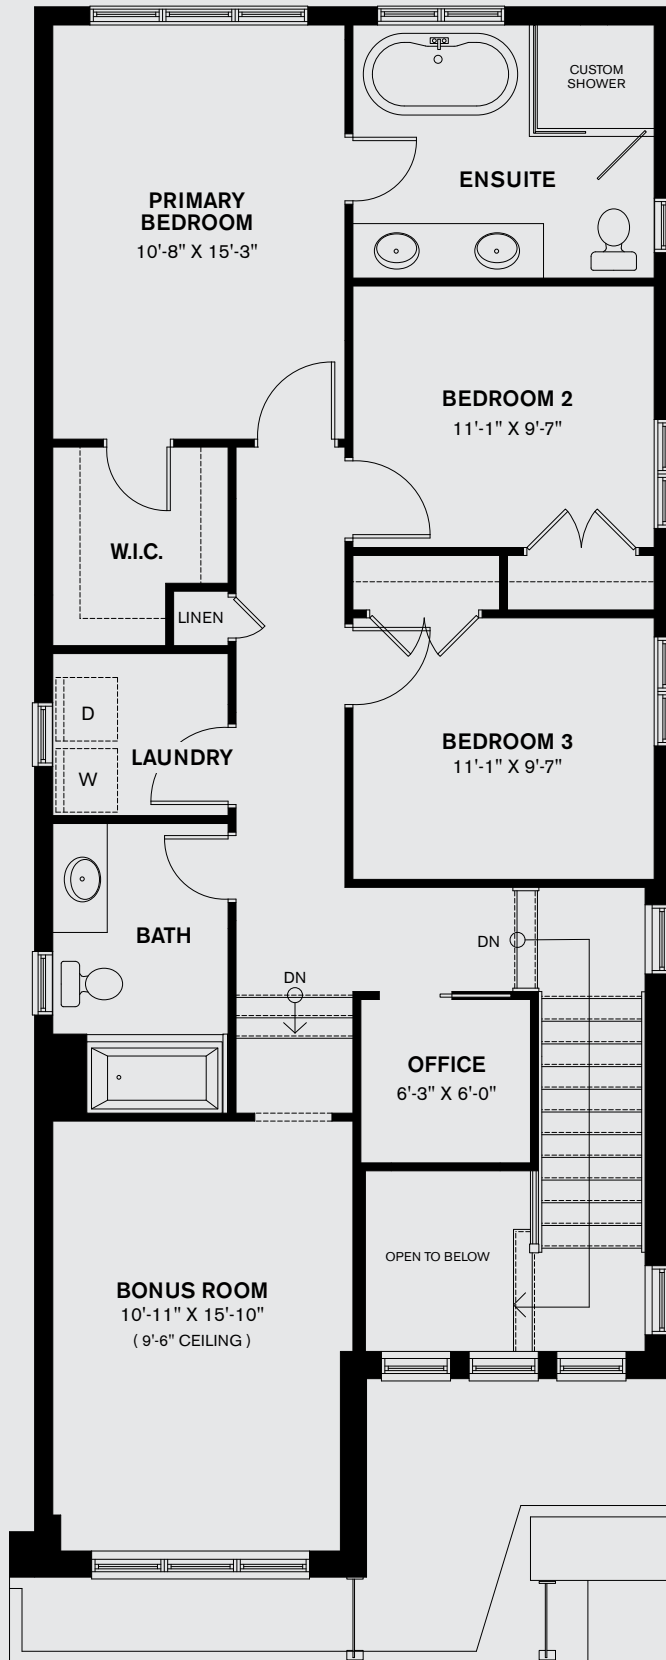 CUSTOM
SHOWER
ENSUITE
PRIMARY
BEDROOM
10'-8" X 15'-3"
BEDROOM 2
11'-1" X 9'-7"
W.I.C.
LINEN
D
LAUNDRY
W
BEDROOM 3
11'-1" X 9'-7"
BATH
DN
DN
OFFICE
6'-3" X 6'-0"
OPEN TO BELOW
BONUS ROOM
10'-11" X 15'-10"
( 9'-6" CEILING )